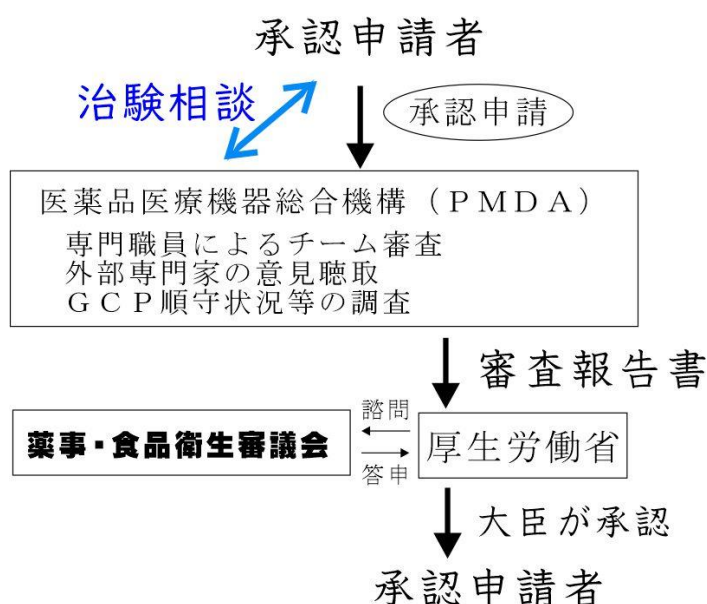 承認申請者
治験相談
承認申請
医薬品医療機器総合機構（ＰＭＤＡ）
専門職員によるチーム審査
外部専門家の意見聴取
ＧＣＰ順守状況等の調査
審査報告書
諮問
薬事・食品衛生審議会
厚生労働省
答申
大臣が承認
承認申請者